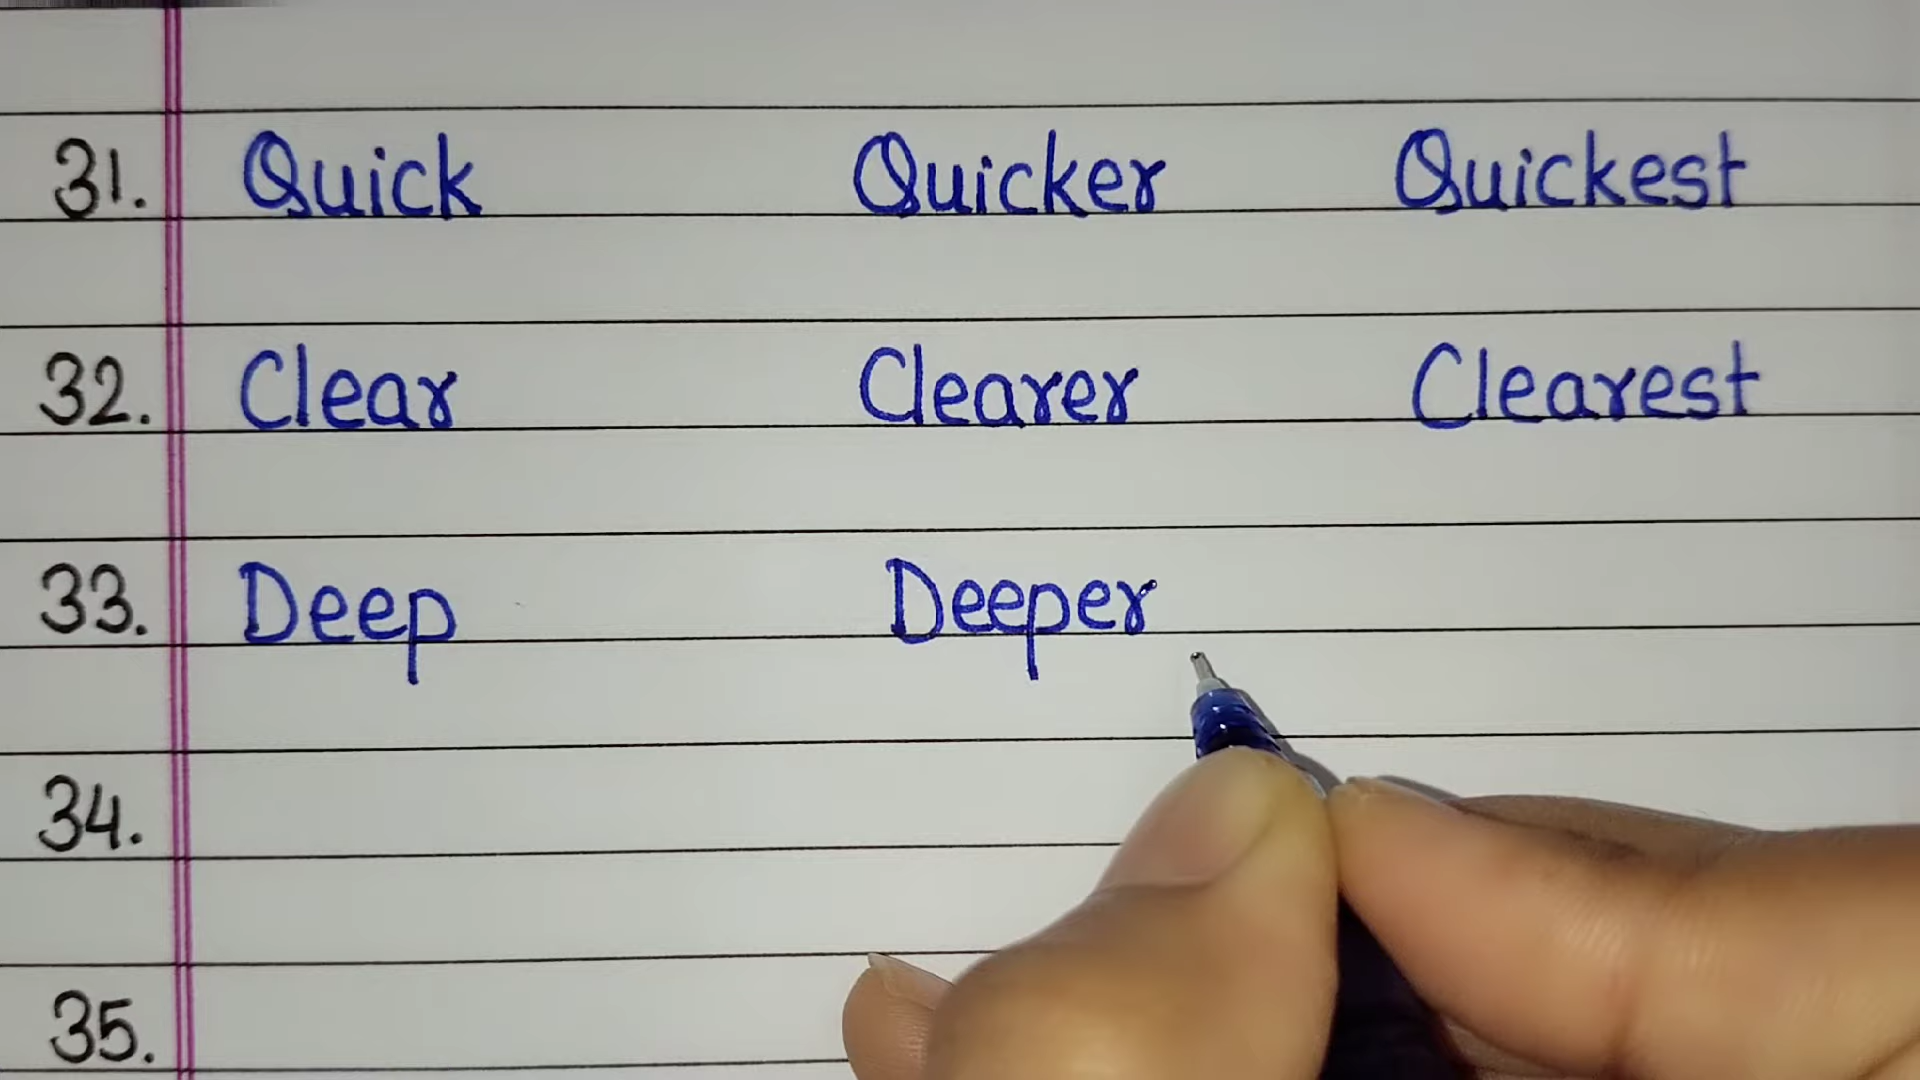 31. Quick Quicker Quickest
32. Clear Clearer Clearest
33. Deep Deeper
34.
35.